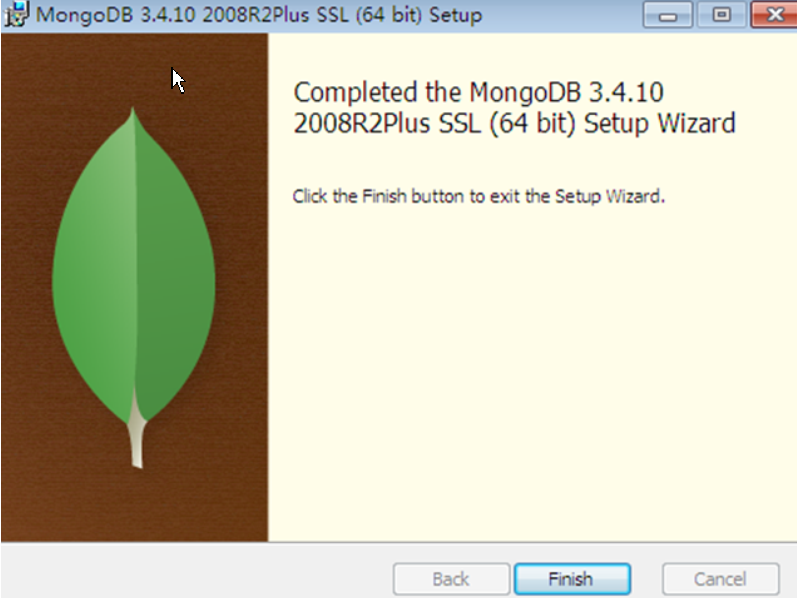 MongoDB 3.4.10 2008R2Plus SSL (64 bit) Setup
Completed the MongoDB 3.4.10
2008R2Plus SSL (64 bit) Setup Wizard
Click the Finish button to exit the Setup Wizard.
Back
Finish
Cancel